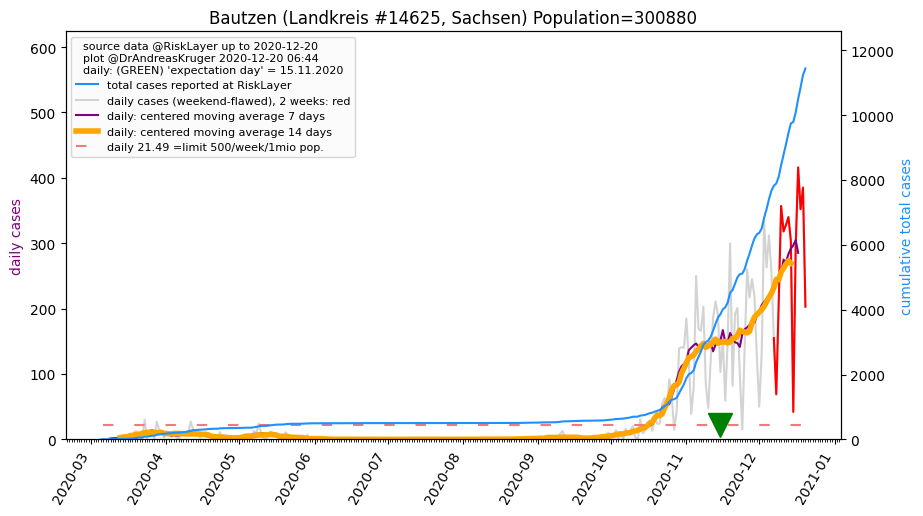 Bautzen (Landkreis #14625, Sachsen) Population=300880
source data @RiskLayer up to 2020-12-20
plot @DrAndreasKruger 2020-12-20 06:44
daily: (GREEN) 'expectation day' = 15.11.2020
total cases reported at RiskLayer
daily cases (weekend-flawed), 2 weeks: red
daily: centered moving average 7 days
daily: centered moving average 14 days
daily 21.49 =limit 500/week/1mio pop.
daily cases
600
500
400
300
200
100
0
cumulative total cases
12000
10000
8000
6000
4000
2000
0
2020-03
2020-04
2020-05
2020-06
2020-07
2020-08
2020-09
2020-10
2020-11
2020-12
2021-01